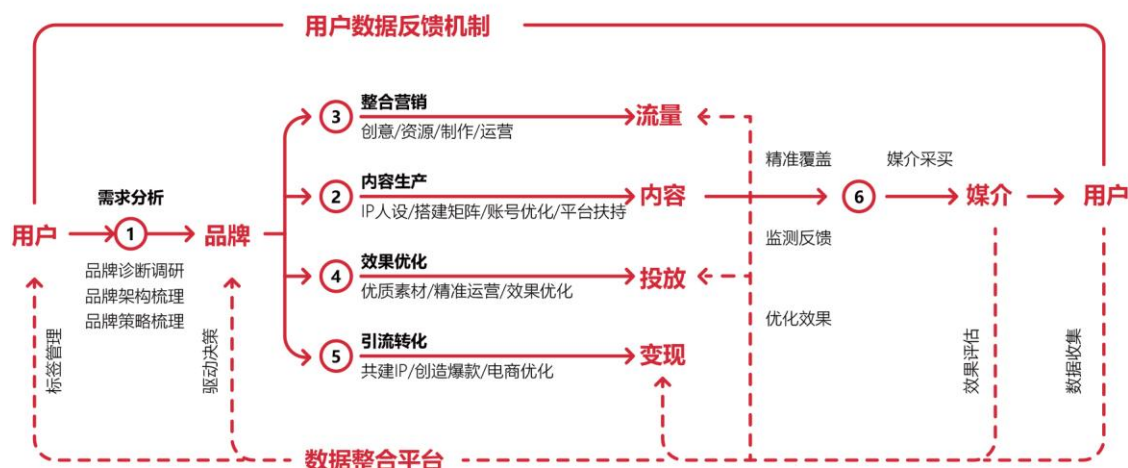 用户数据反馈机制
③
整合营销
创意/资源/制作/运营
流量
②
内容生产
IP人设/搭建矩阵/账号优化/平台扶持
内容
精准覆盖
⑥
媒介采买
媒介
用户
需求分析
用户
①
品牌
品牌诊断调研
品牌架构梳理
品牌策略梳理
监测反馈
④
效果优化
优质素材/精准运营/效果优化
投放
优化效果
⑤
引流转化
共建IP/创造爆款/电商优化
变现
标签管理
驱动决策
效果评估
数据收集
数据整合平台